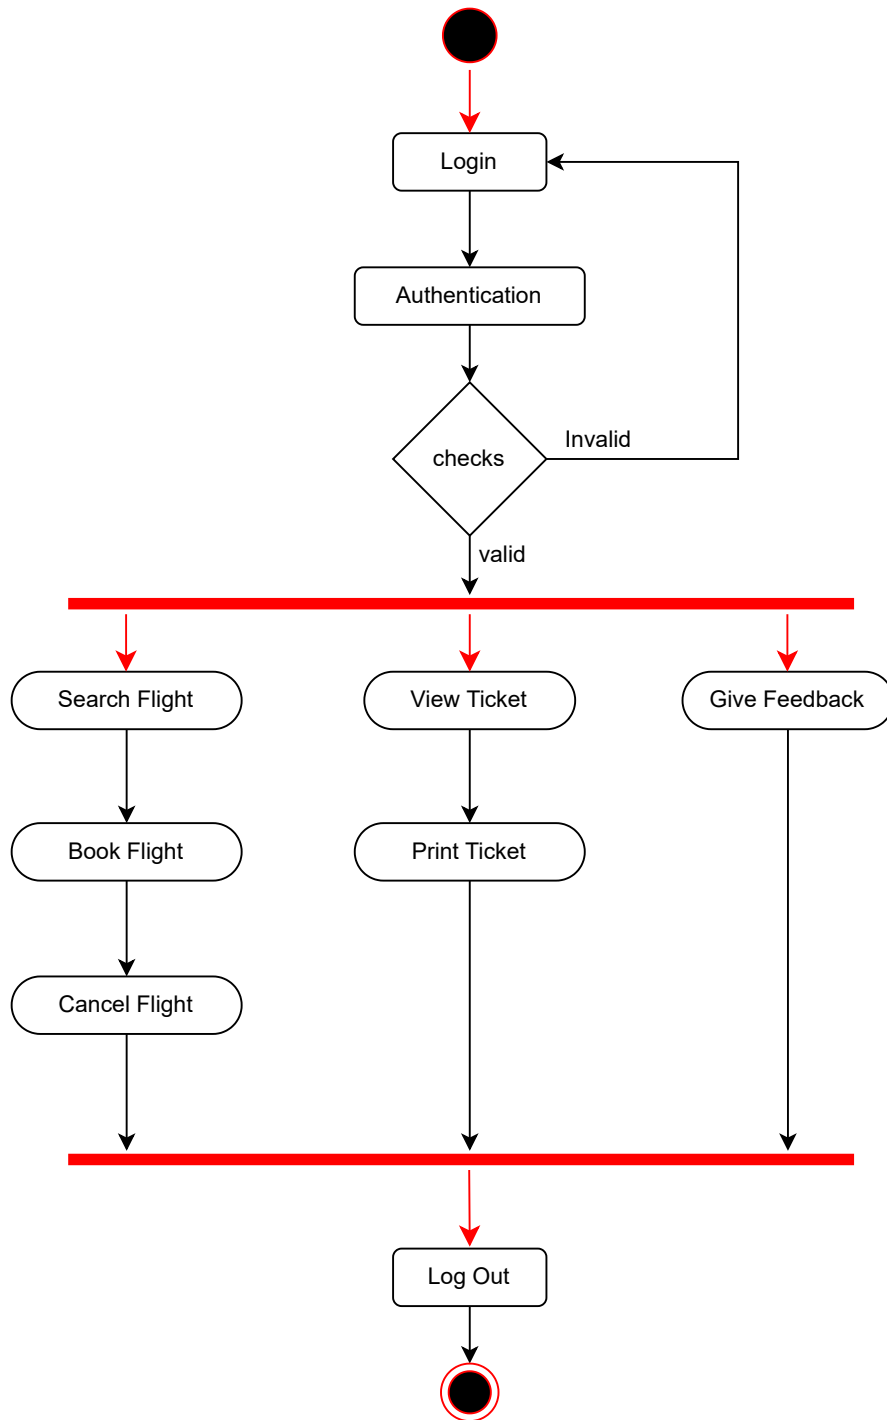 Login
Authentication
checks
Invalid
valid
Search Flight
View Ticket
Give Feedback
Book Flight
Print Ticket
Cancel Flight
Log Out